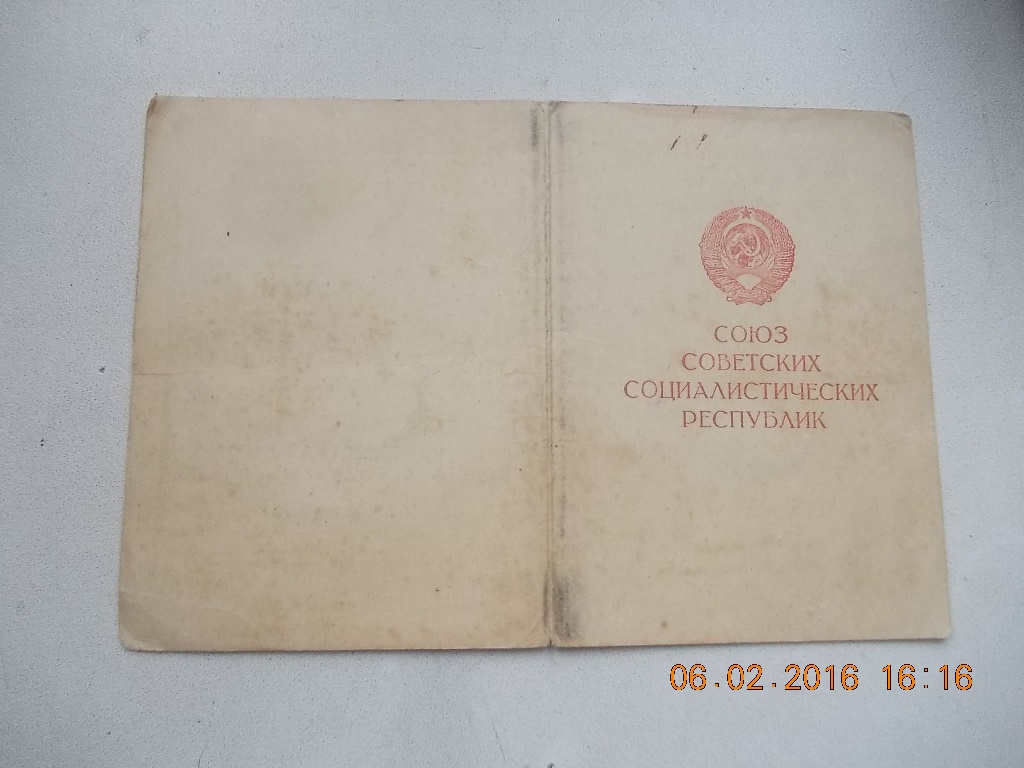 СОЮЗ
СОВЕТСКИХ
СОЦИАЛИСТИЧЕСКИХ
РЕСПУБЛИК
06.02.2016 16:16